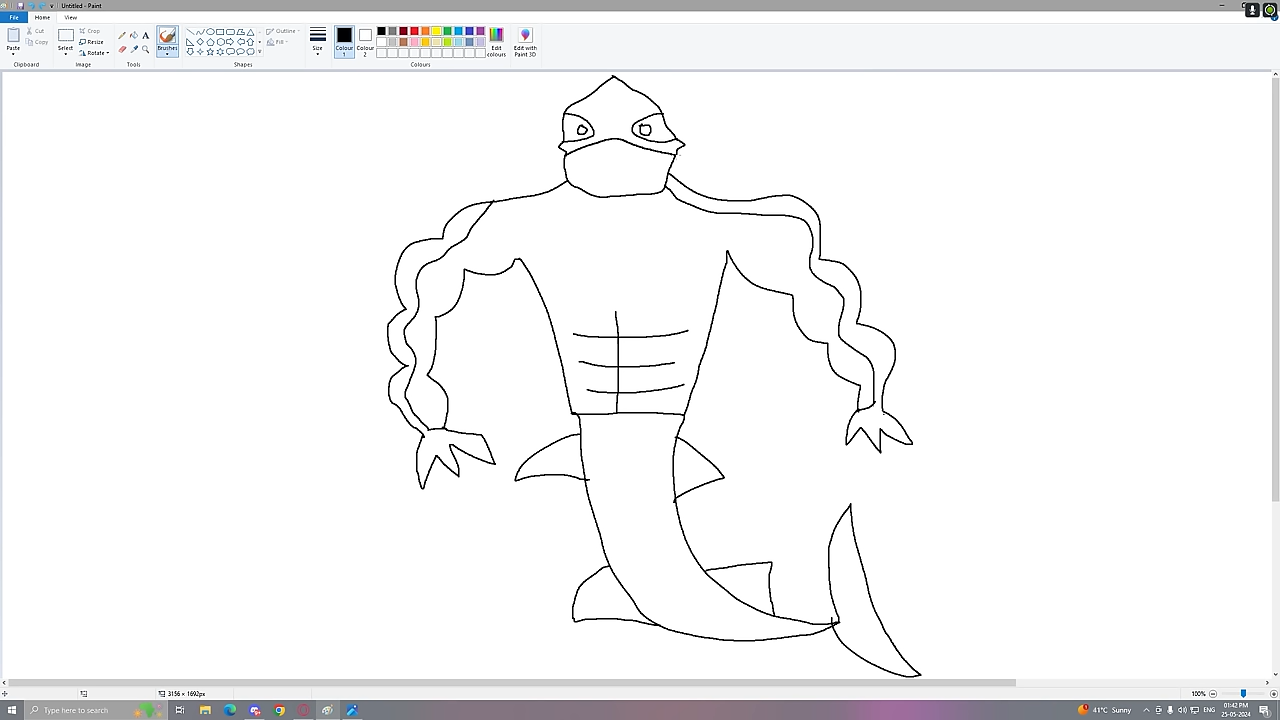 Untitled - Paint
File Home View
Paste Cut Copy Select Crop Resize Rotate Brushes Outline Fill Size Colour 1 Colour 2 Edit colours Edit with Paint 3D
Clipboard Image Tools Shapes Colours
3156 × 1692px 100%
Type here to search 41°C Sunny ENG 01:42 PM 25-05-2024